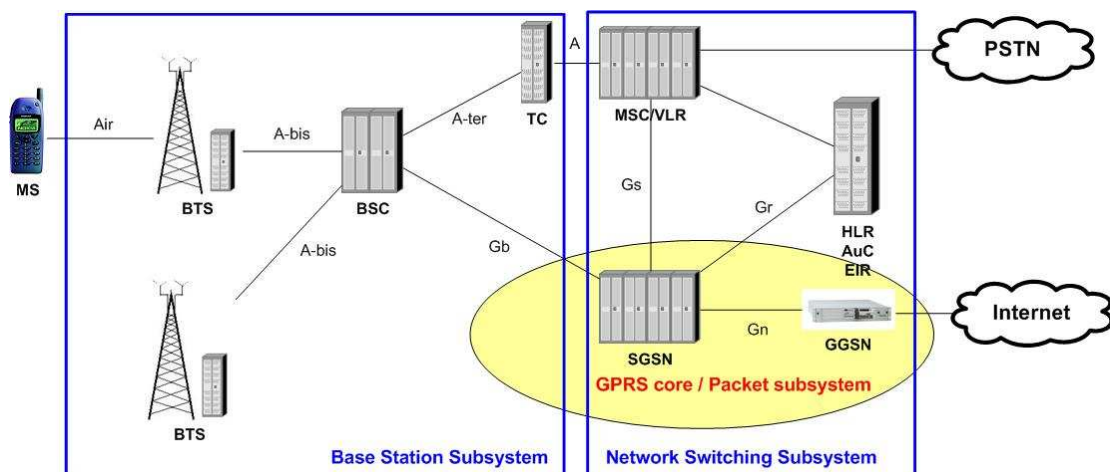 A
PSTN
TC
MSC/VLR
Air
A-bis
A-ter
MS
BTS
BSC
Gs
Gr
A-bis
Gb
HLR
AuC
EIR
Internet
SGSN
Gn
GGSN
GPRS core / Packet subsystem
BTS
Base Station Subsystem
Network Switching Subsystem